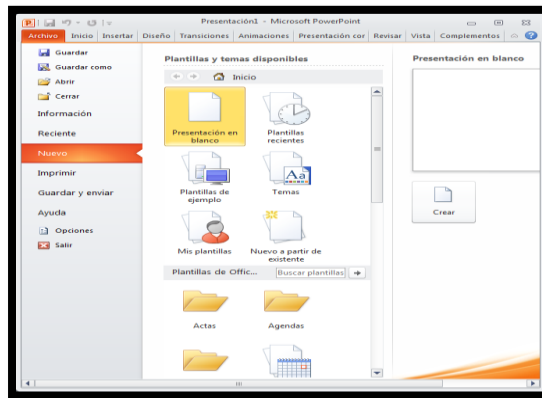 Presentación1 - Microsoft PowerPoint
Archivo Inicio Insertar Diseño Transiciones Animaciones Presentación cor Revisar Vista Complementos
Guardar
Guardar como
Abrir
Cerrar
Información
Reciente
Nuevo
Imprimir
Guardar y enviar
Ayuda
Opciones
Salir
Plantillas y temas disponibles
Inicio
Presentación en
blanco
Plantillas
recientes
Plantillas de
ejemplo
Aa
Temas
Mis plantillas
Nuevo a partir de
existente
Plantillas de Offic... Buscar plantillas
Actas
Agendas
Presentación en blanco
Crear